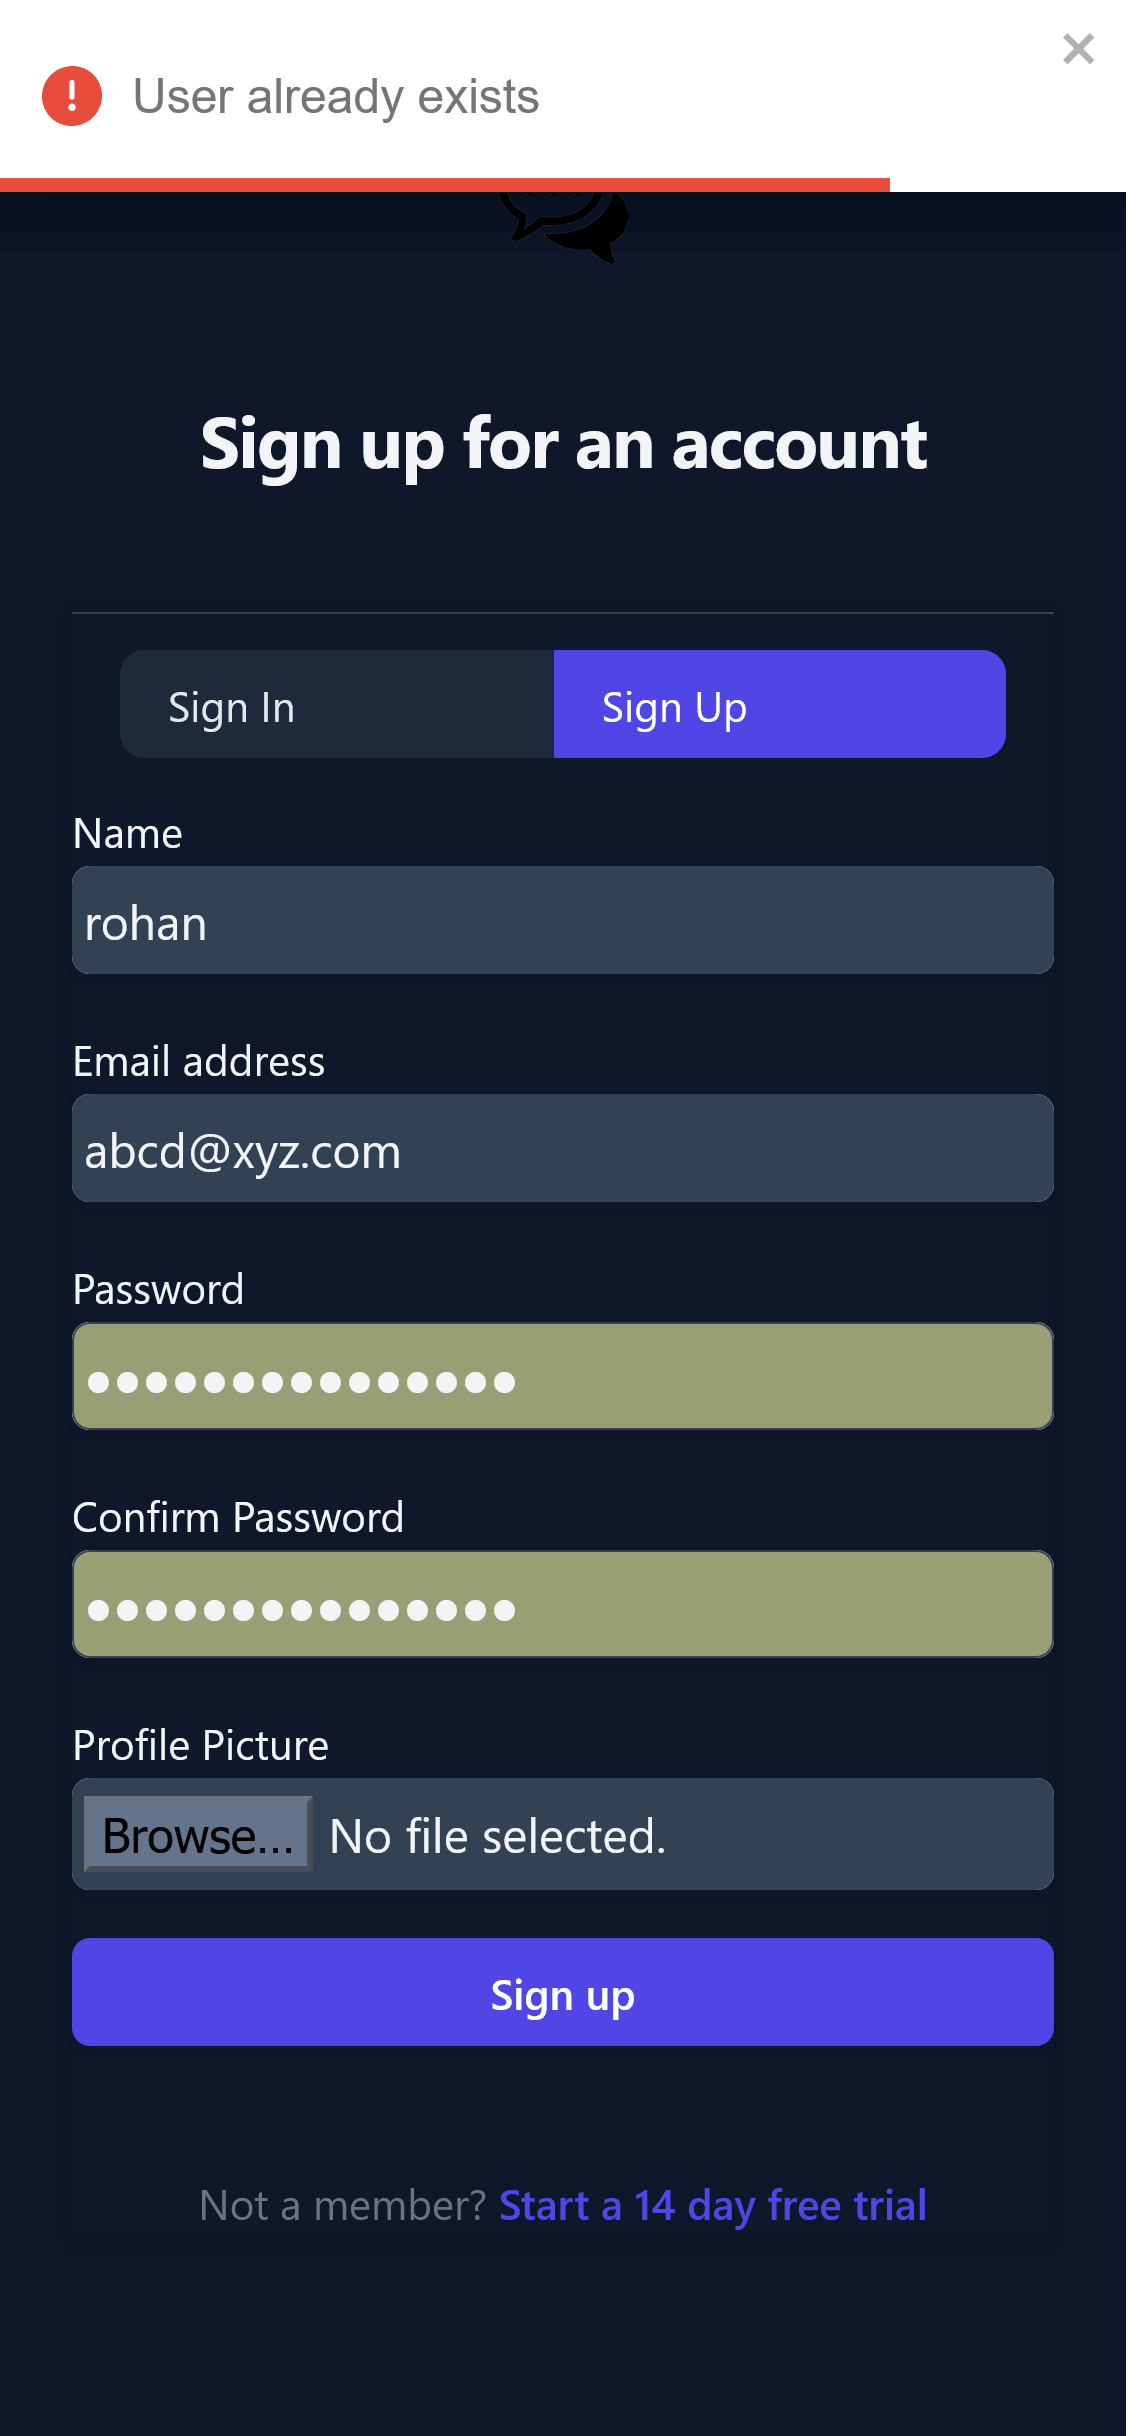 User already exists
Sign up for an account
Sign In
Sign Up
Name
rohan
Email address
abcd@xyz.com
Password
●●●●●●●●●●●●●●●
Confirm Password
●●●●●●●●●●●●●●●
Profile Picture
Browse... No file selected.
Sign up
Not a member? Start a 14 day free trial